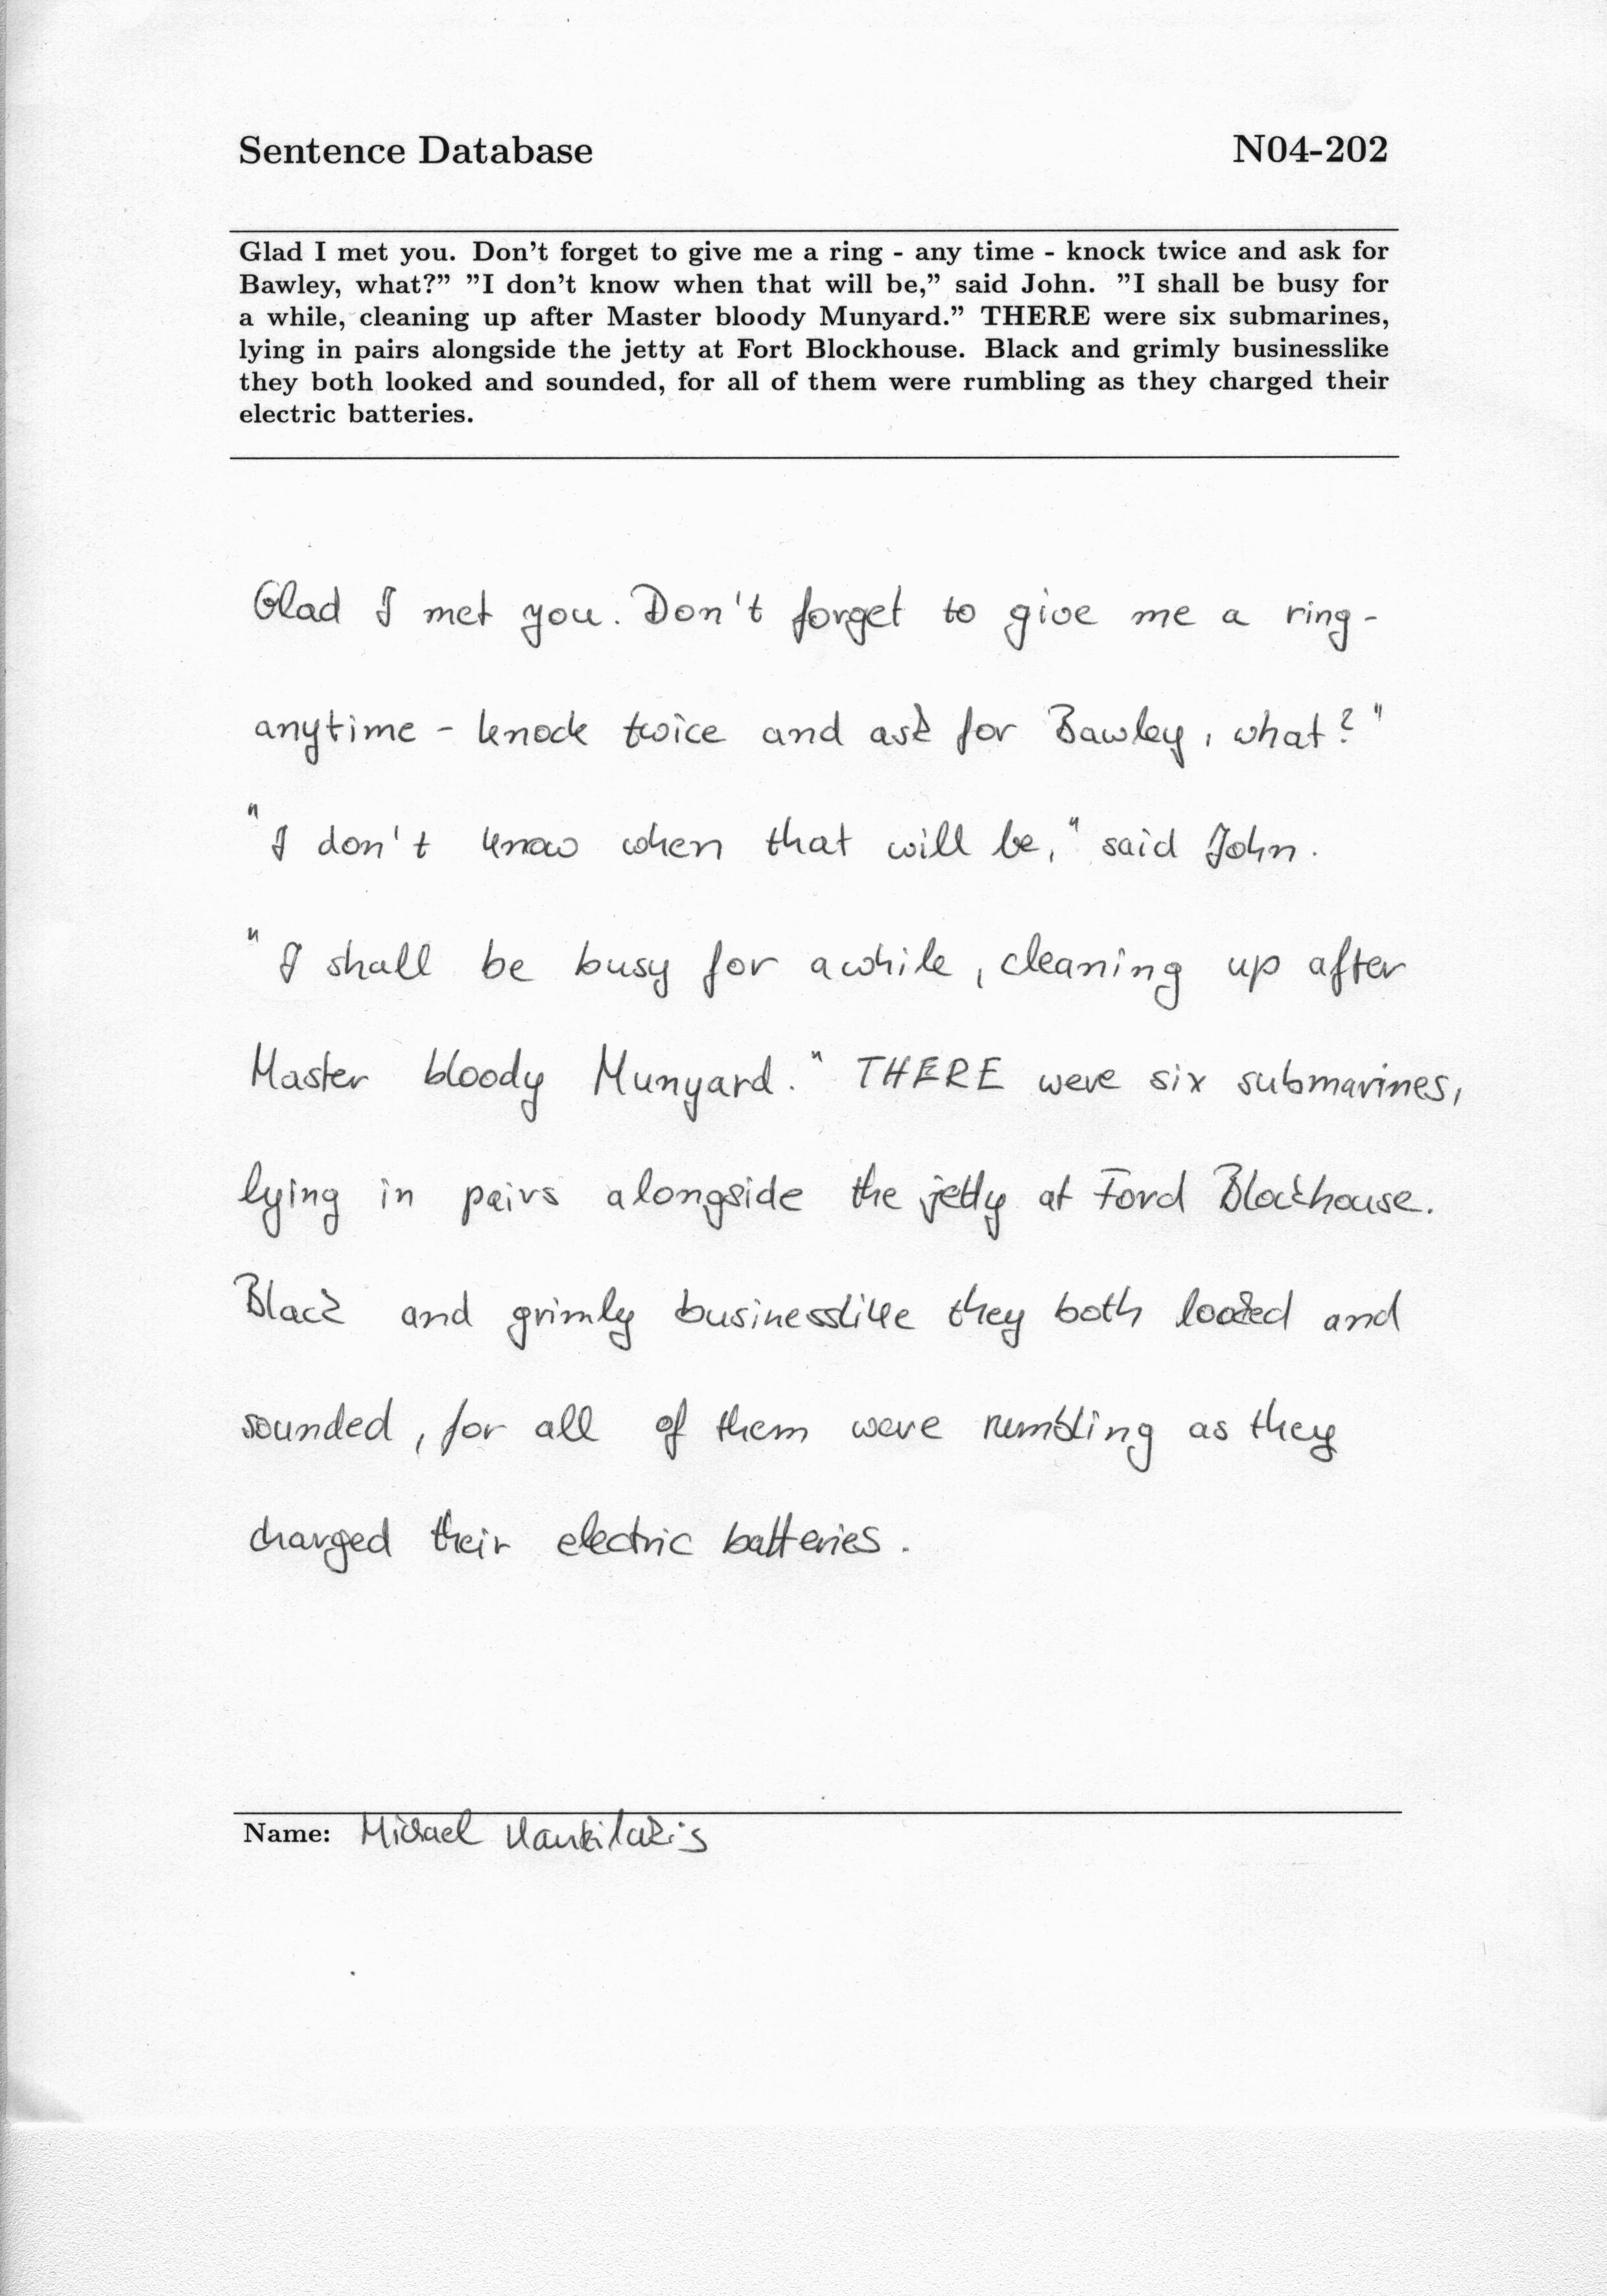 Sentence Database N04-202
Glad I met you. Don't forget to give me a ring - any time - knock twice and ask for
Bawley, what?" "I don't know when that will be," said John. "I shall be busy for
a while, cleaning up after Master bloody Munyard." THERE were six submarines,
lying in pairs alongside the jetty at Fort Blockhouse. Black and grimly businesslike
they both looked and sounded, for all of them were rumbling as they charged their
electric batteries.
Glad I met you. Don't forget to give me a ring -
anytime - knock twice and ask for Bawley, what?"
"I don't know when that will be," said John.
"I shall be busy for awhile, cleaning up after
Master bloody Munyard." THERE were six submarines,
lying in pairs alongside the jetty at Ford Blockhouse.
Black and grimly businesslike they both looked and
sounded, for all of them were rumbling as they
charged their electric batteries.
Name: Michael